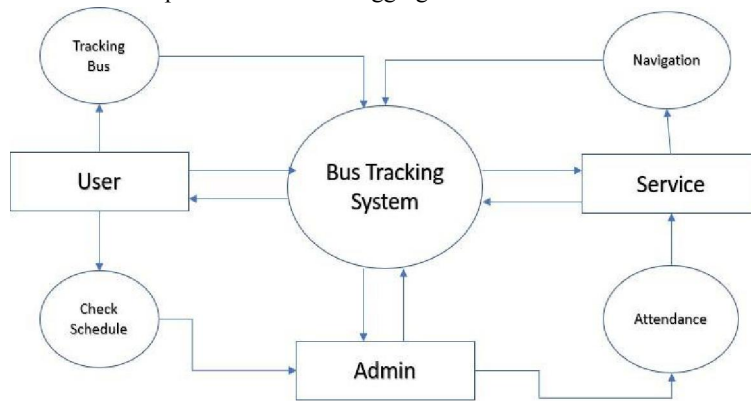 Tracking
Bus
Navigation
User
Bus Tracking
System
Service
Check
Schedule
Attendance
Admin